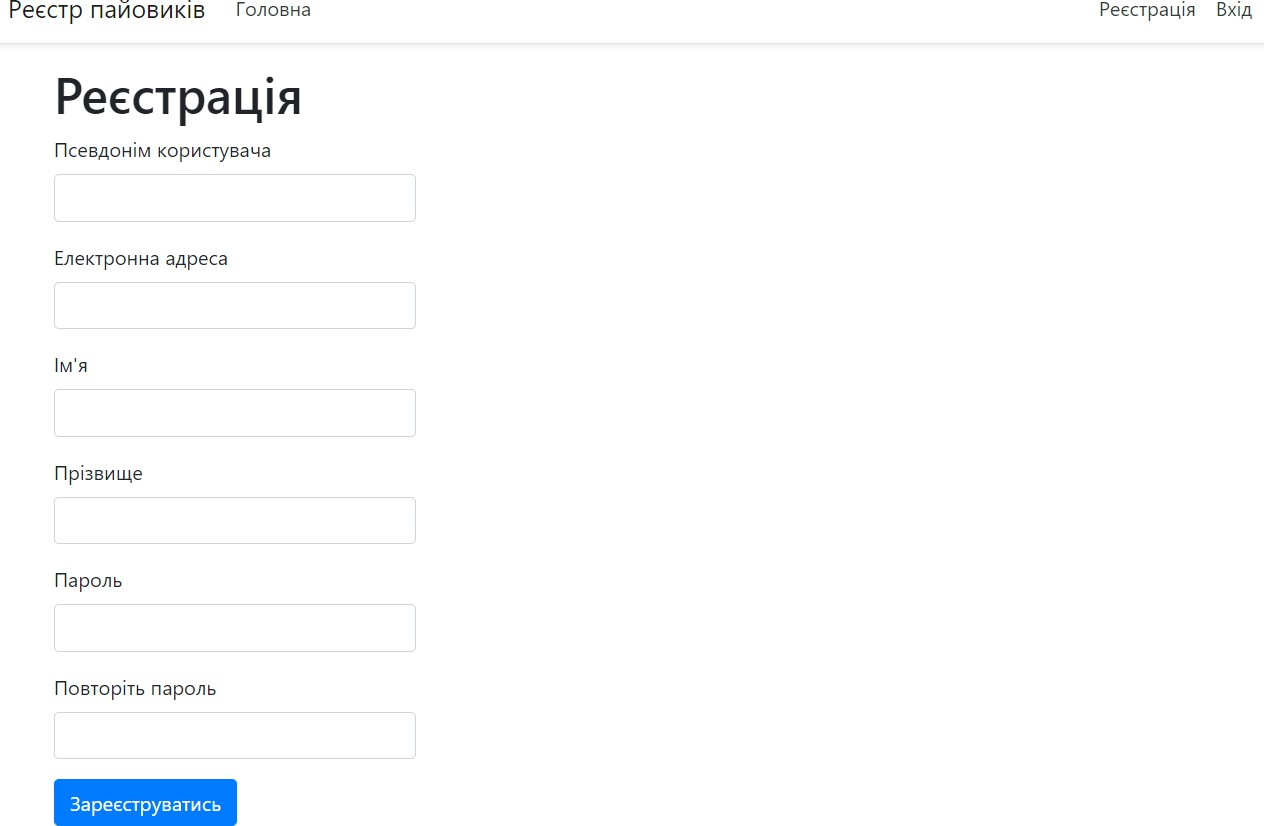 Реєстр пайовиків Головна Реєстрація Вхід
Реєстрація
Псевдонім користувача
Електронна адреса
Ім'я
Прізвище
Пароль
Повторіть пароль
Зареєструватись